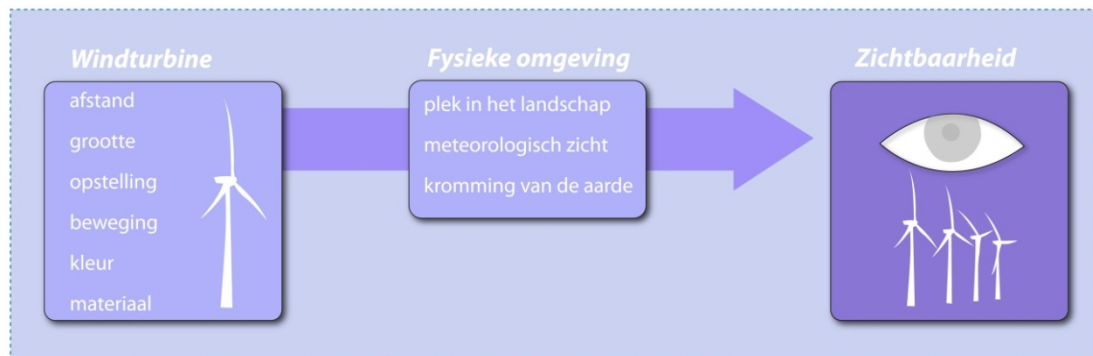 Windturbine
afstand
grootte
opstelling
beweging
kleur
materiaal
Fysieke omgeving
plek in het landschap
meteorologisch zicht
kromming van de aarde
Zichtbaarheid